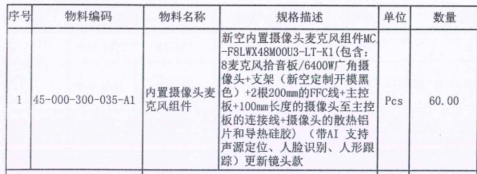 序号 物料编码 物料名称 规格描述 单位 数量
1 45-000-300-035-A1 内置摄像头麦克风组件 新空内置摄像头麦克风组件MC
-F8LWX48M00U3-LT-K1(包含：
8麦克风拾音板/6400W广角摄
像头+支架（新空定制开模黑
色）+2根200mm的FFC线+主控
板+100mm长度的摄像头至主控
板的连接线+摄像头的散热铝
片和导热硅胶）（带AI 支持
声源定位、人脸识别、人形跟
踪）更新镜头款 Pcs 60.00